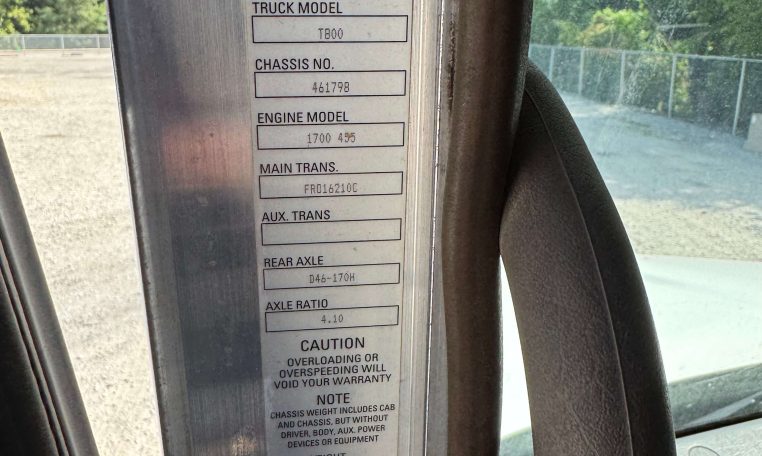 TRUCK MODEL
T800
CHASSIS NO.
461798
ENGINE MODEL
1700 455
MAIN TRANS.
FRO16210C
AUX. TRANS
REAR AXLE
D46-170H
AXLE RATIO
4.10
CAUTION
OVERLOADING OR
OVERSPEEDING WILL
VOID YOUR WARRANTY
NOTE
CHASSIS WEIGHT INCLUDES CAB
AND CHASSIS, BUT WITHOUT
DRIVER, BODY, AUX. POWER
DEVICES OR EQUIPMENT